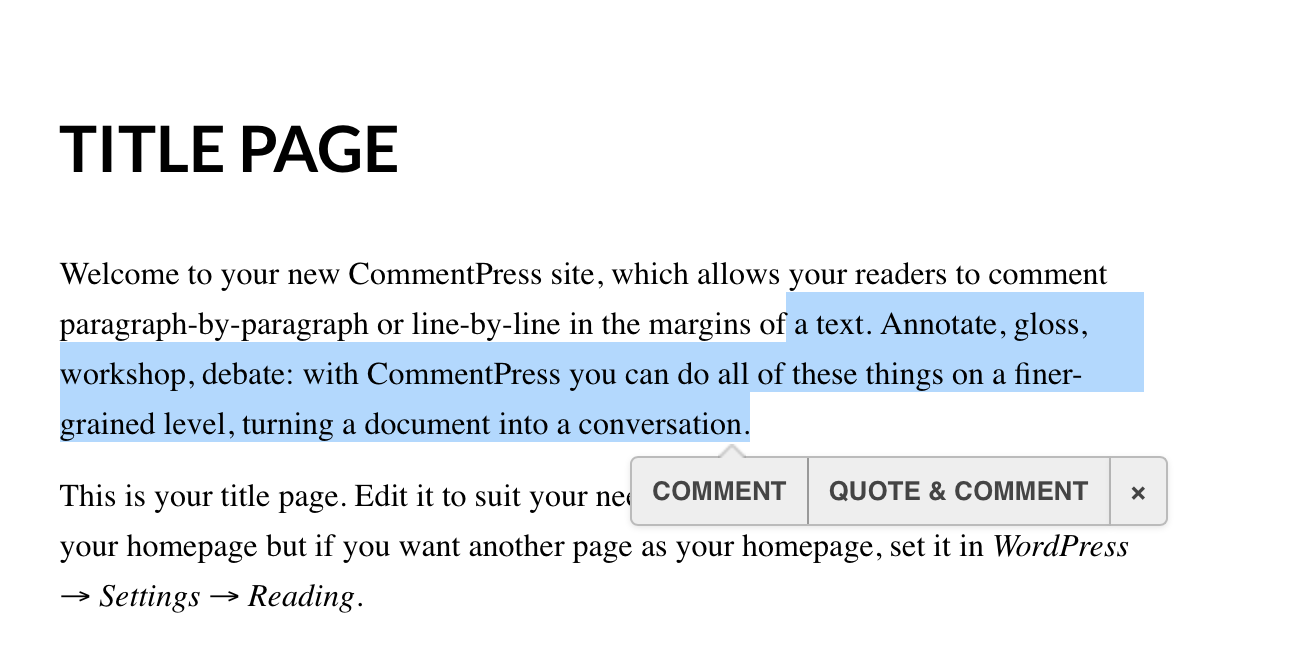 TITLE PAGE
Welcome to your new CommentPress site, which allows your readers to comment
paragraph-by-paragraph or line-by-line in the margins of a text. Annotate, gloss,
workshop, debate: with CommentPress you can do all of these things on a finer-
grained level, turning a document into a conversation.
COMMENT QUOTE & COMMENT ×
This is your title page. Edit it to suit your
your homepage but if you want another page as your homepage, set it in WordPress
→ Settings → Reading.